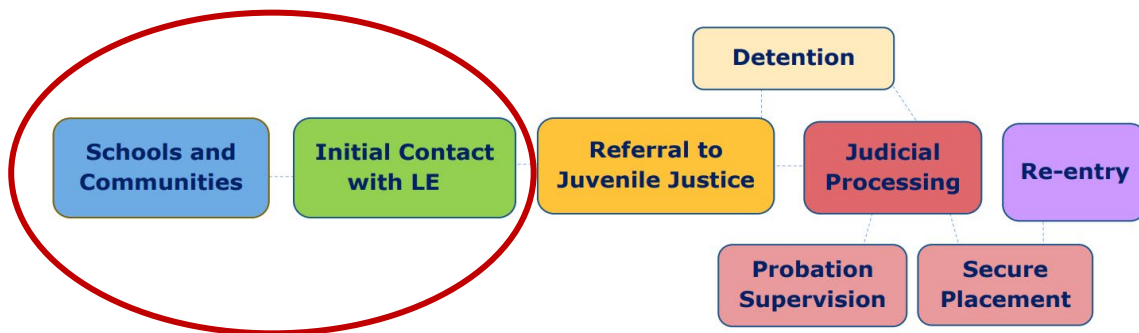 Detention
Schools and
Communities
Initial Contact
with LE
Referral to
Juvenile Justice
Judicial
Processing
Re-entry
Probation
Supervision
Secure
Placement